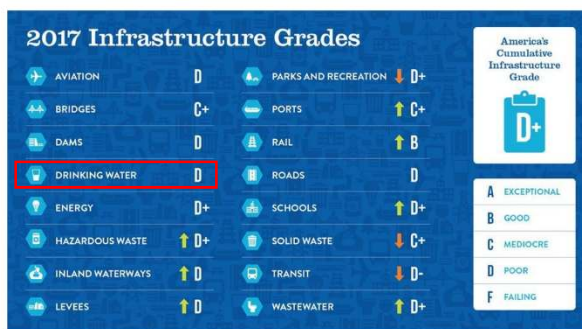 2017 Infrastructure Grades
AVIATION D
BRIDGES C+
DAMS D
DRINKING WATER D
ENERGY D+
HAZARDOUS WASTE D+
INLAND WATERWAYS D
LEVEES D
PARKS AND RECREATION D+
PORTS C+
RAIL B
ROADS D
SCHOOLS D+
SOLID WASTE C+
TRANSIT D-
WASTEWATER D+
America's
Cumulative
Infrastructure
Grade
D+
A EXCEPTIONAL
B GOOD
C MEDIOCRE
D POOR
F FAILING